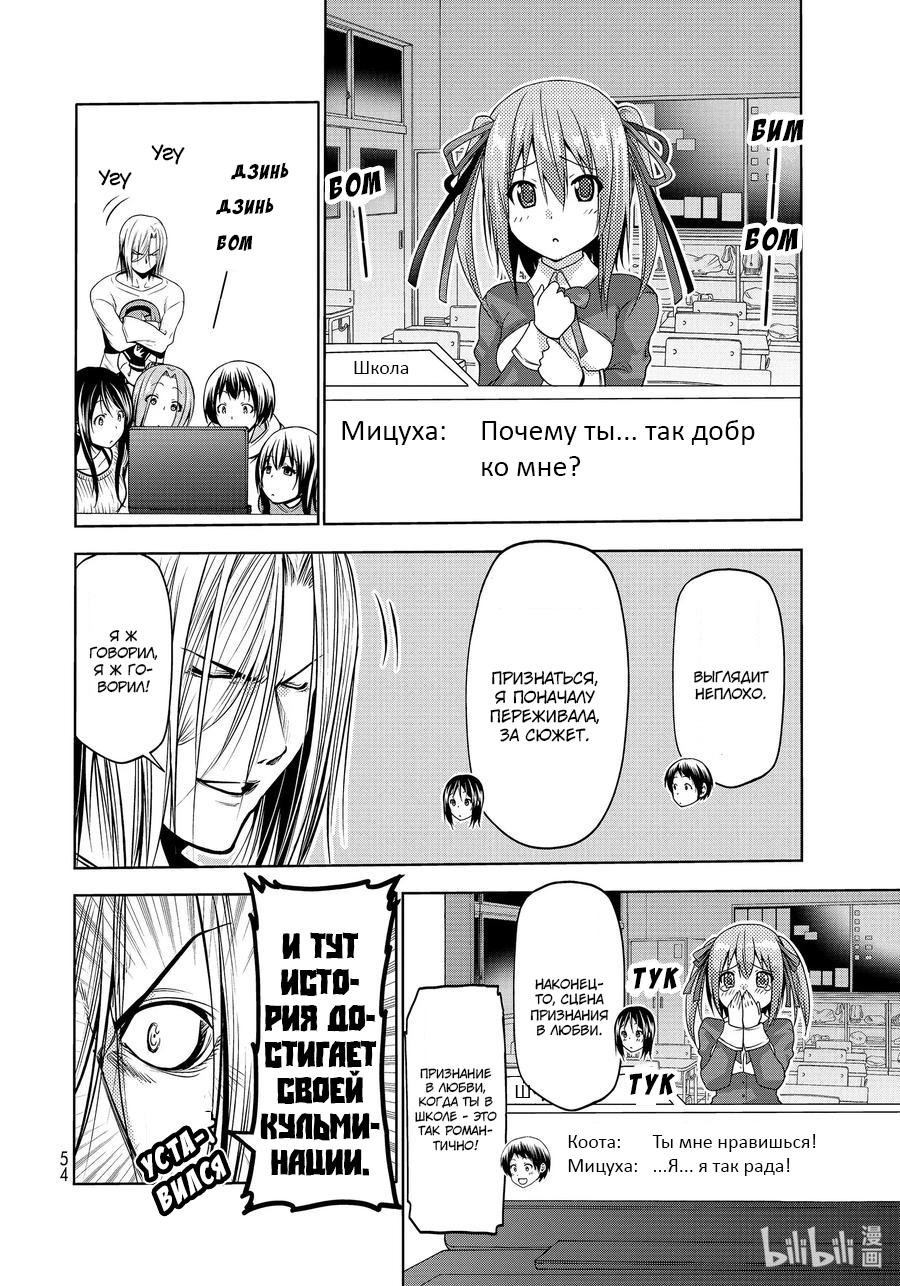 БИМ
БОМ
БОМ
Школа
Мицуха: Почему ты... так добр
ко мне?
Угу
Угу
ДЗИНЬ
ДЗИНЬ
БОМ
ВЫГЛЯДИТ
НЕПЛОХО.
ПРИЗНАТЬСЯ,
Я ПОНАЧАЛУ
ПЕРЕЖИВАЛА,
ЗА СЮЖЕТ.
Я Ж
ГОВОРИЛ,
Я Ж ГО-
ВОРИЛ!
ТУК
ТУК
НАКОНЕЦ-
ТО, СЦЕНА
ПРИЗНАНИЯ
В ЛЮБВИ.
Коота: Ты мне нравишься!
Мицуха: ...Я... я так рада!
ПРИЗНАНИЕ
В ЛЮБВИ,
КОГДА ТЫ В
ШКОЛЕ - ЭТО
ТАК РОМАН-
ТИЧНО!
И ТУТ
ИСТО-
РИЯ ДО-
СТИГАЕТ
СВОЕЙ
КУЛЬМИ-
НАЦИИ.
УСТА-
ВИЛСЯ
54
bilibili 漫画